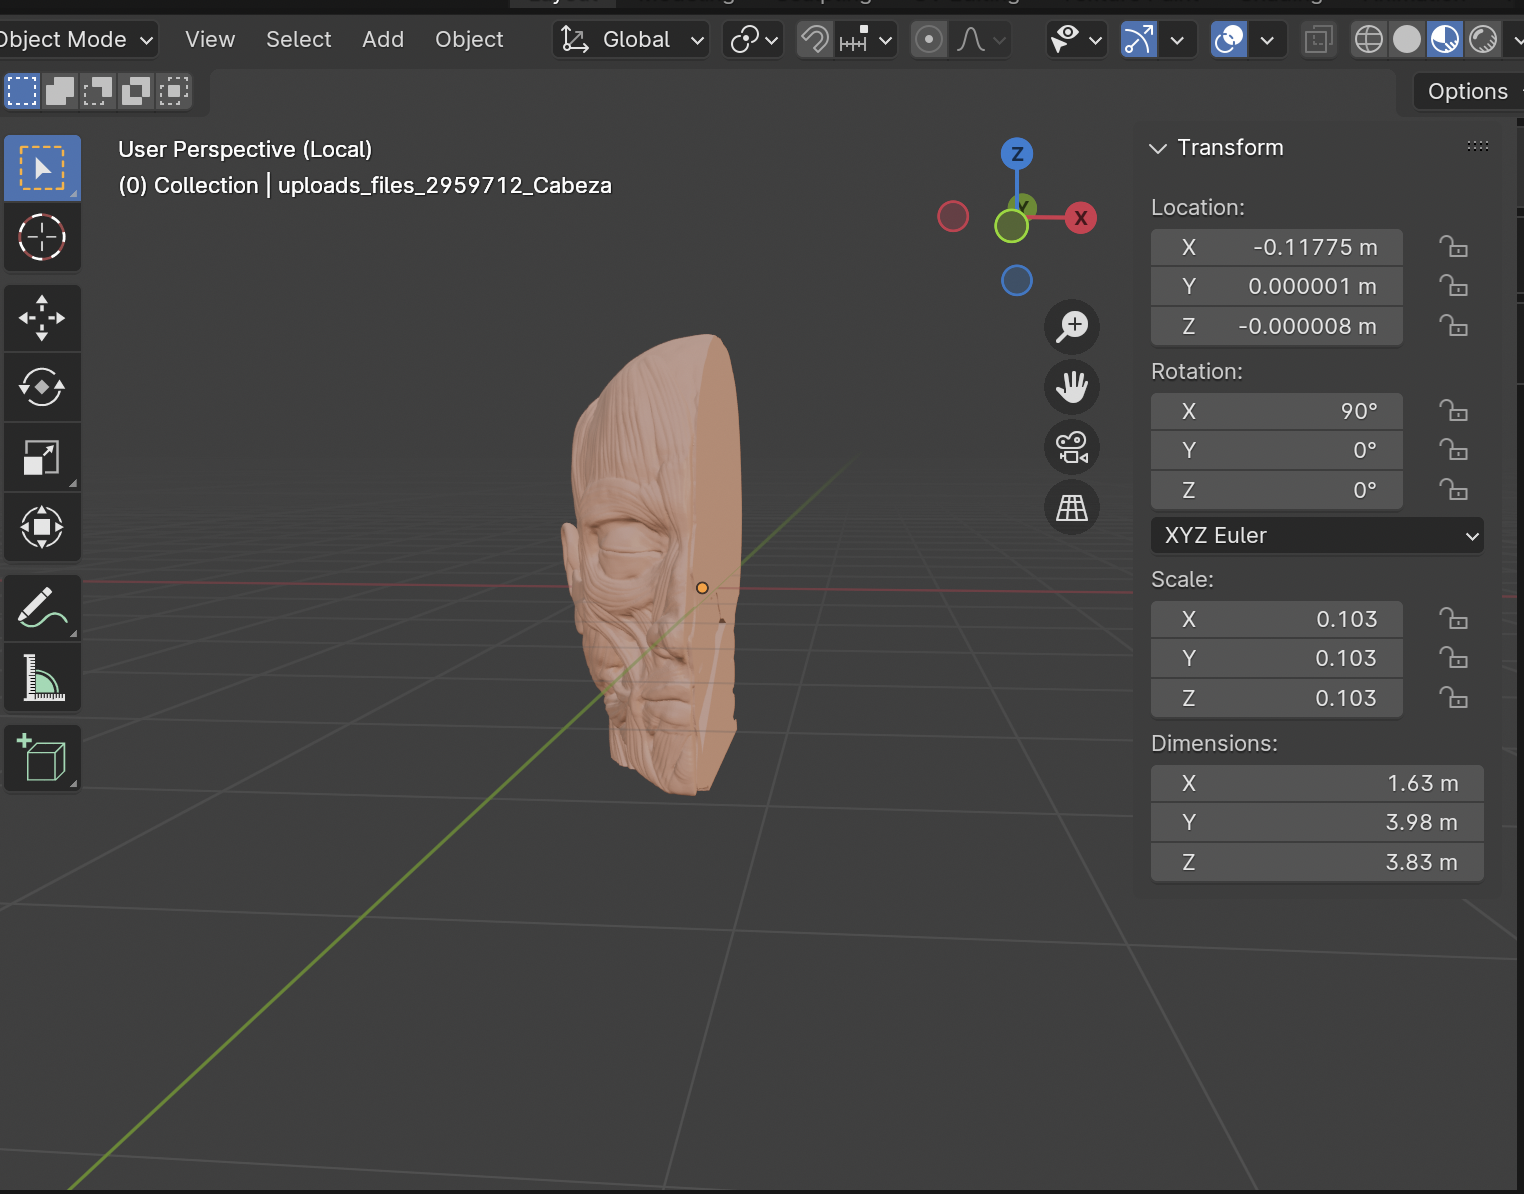 Object Mode View Select Add Object Global
Options
User Perspective (Local)
(0) Collection | uploads_files_2959712_Cabeza
Z
Y
X
Transform
Location:
X -0.11775 m
Y 0.000001 m
Z -0.000008 m
Rotation:
X 90°
Y 0°
Z 0°
XYZ Euler
Scale:
X 0.103
Y 0.103
Z 0.103
Dimensions:
X 1.63 m
Y 3.98 m
Z 3.83 m